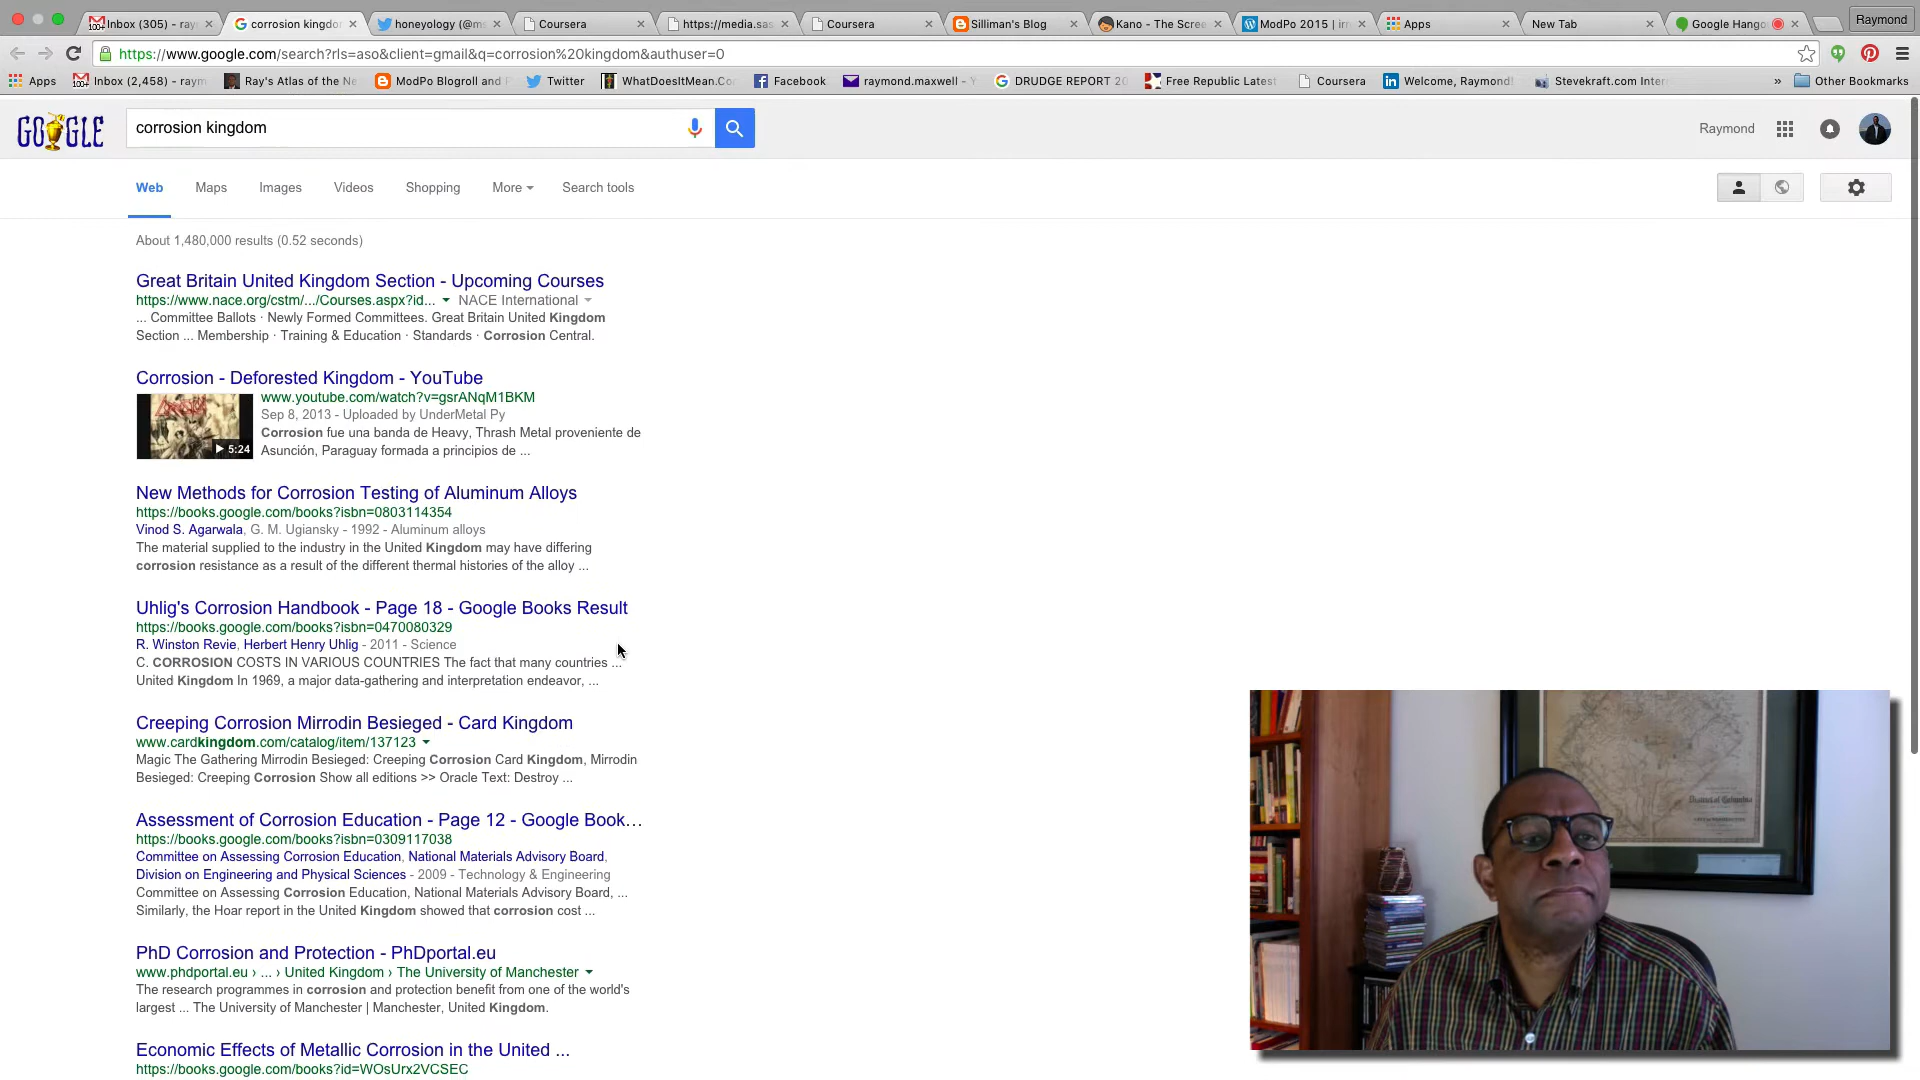 Inbox (305) - ray
corrosion kingdo
honeyology (@m
Coursera
https://media.sas
Coursera
Silliman's Blog
Kano - The Scree
ModPo 2015 |
Apps
New Tab
Google Hango
Raymond
https://www.google.com/search?rls=aso&client=gmail&q=corrosion%20kingdom&authuser=0
Apps
Inbox (2,458) - raym
Ray's Atlas of the Ne
ModPo Blogroll and
Twitter
WhatDoesItMean.Co
Facebook
raymond.maxwell - Y
DRUDGE REPORT 20
Free Republic Latest
Coursera
Welcome, Raymond!
Stevekraft.com Inter
» Other Bookmarks
GOOGLE
corrosion kingdom
Raymond
Web Maps Images Videos Shopping More Search tools
About 1,480,000 results (0.52 seconds)
Great Britain United Kingdom Section - Upcoming Courses
https://www.nace.org/cstm/.../Courses.aspx?id... NACE International
... Committee Ballots · Newly Formed Committees. Great Britain United Kingdom
Section ... Membership · Training & Education · Standards · Corrosion Central.
Corrosion - Deforested Kingdom - YouTube
www.youtube.com/watch?v=gsrANqM1BKM
Sep 8, 2013 - Uploaded by UnderMetal Py
Corrosion fue una banda de Heavy, Thrash Metal proveniente de
5:24
Asunción, Paraguay formada a principios de ...
New Methods for Corrosion Testing of Aluminum Alloys
https://books.google.com/books?isbn=0803114354
Vinod S. Agarwala, G. M. Ugiansky - 1992 - Aluminum alloys
The material supplied to the industry in the United Kingdom may have differing
corrosion resistance as a result of the different thermal histories of the alloy ...
Uhlig's Corrosion Handbook - Page 18 - Google Books Result
https://books.google.com/books?isbn=0470080329
R. Winston Revie, Herbert Henry Uhlig - 2011 - Science
C. CORROSION COSTS IN VARIOUS COUNTRIES The fact that many countries ...
United Kingdom In 1969, a major data-gathering and interpretation endeavor, ...
Creeping Corrosion Mirrodin Besieged - Card Kingdom
www.cardkingdom.com/catalog/item/137123
Magic The Gathering Mirrodin Besieged: Creeping Corrosion Card Kingdom, Mirrodin
Besieged: Creeping Corrosion Show all editions >> Oracle Text: Destroy ...
Assessment of Corrosion Education - Page 12 - Google Book...
https://books.google.com/books?isbn=0309117038
Committee on Assessing Corrosion Education, National Materials Advisory Board,
Division on Engineering and Physical Sciences - 2009 - Technology & Engineering
Committee on Assessing Corrosion Education, National Materials Advisory Board, ...
Similarly, the Hoar report in the United Kingdom showed that corrosion cost ...
PhD Corrosion and Protection - PhDportal.eu
www.phdportal.eu › ... › United Kingdom › The University of Manchester
The research programmes in corrosion and protection benefit from one of the world's
largest ... The University of Manchester | Manchester, United Kingdom.
Economic Effects of Metallic Corrosion in the United ...
https://books.google.com/books?id=WOsUrx2VCSEC
District of Columbia